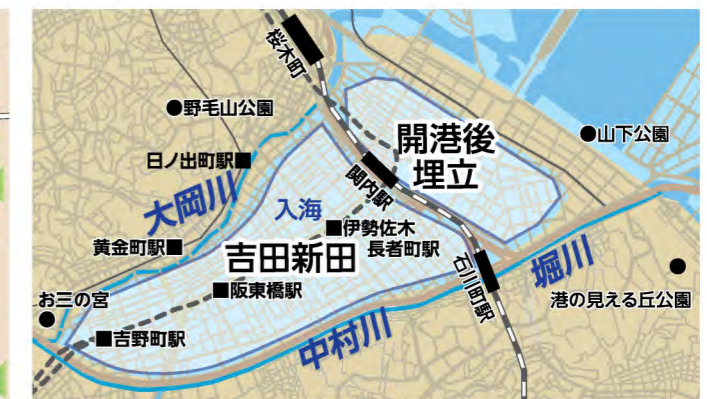 桜木町
●野毛山公園
開港後
埋立
●山下公園
日ノ出町駅■
関内駅
大岡川
入海
■伊勢佐木
長者町駅
黄金町駅■
吉田新田
石川町駅
堀川
■阪東橋駅
お三の宮
●
●
港の見える丘公園
■吉野町駅
中村川